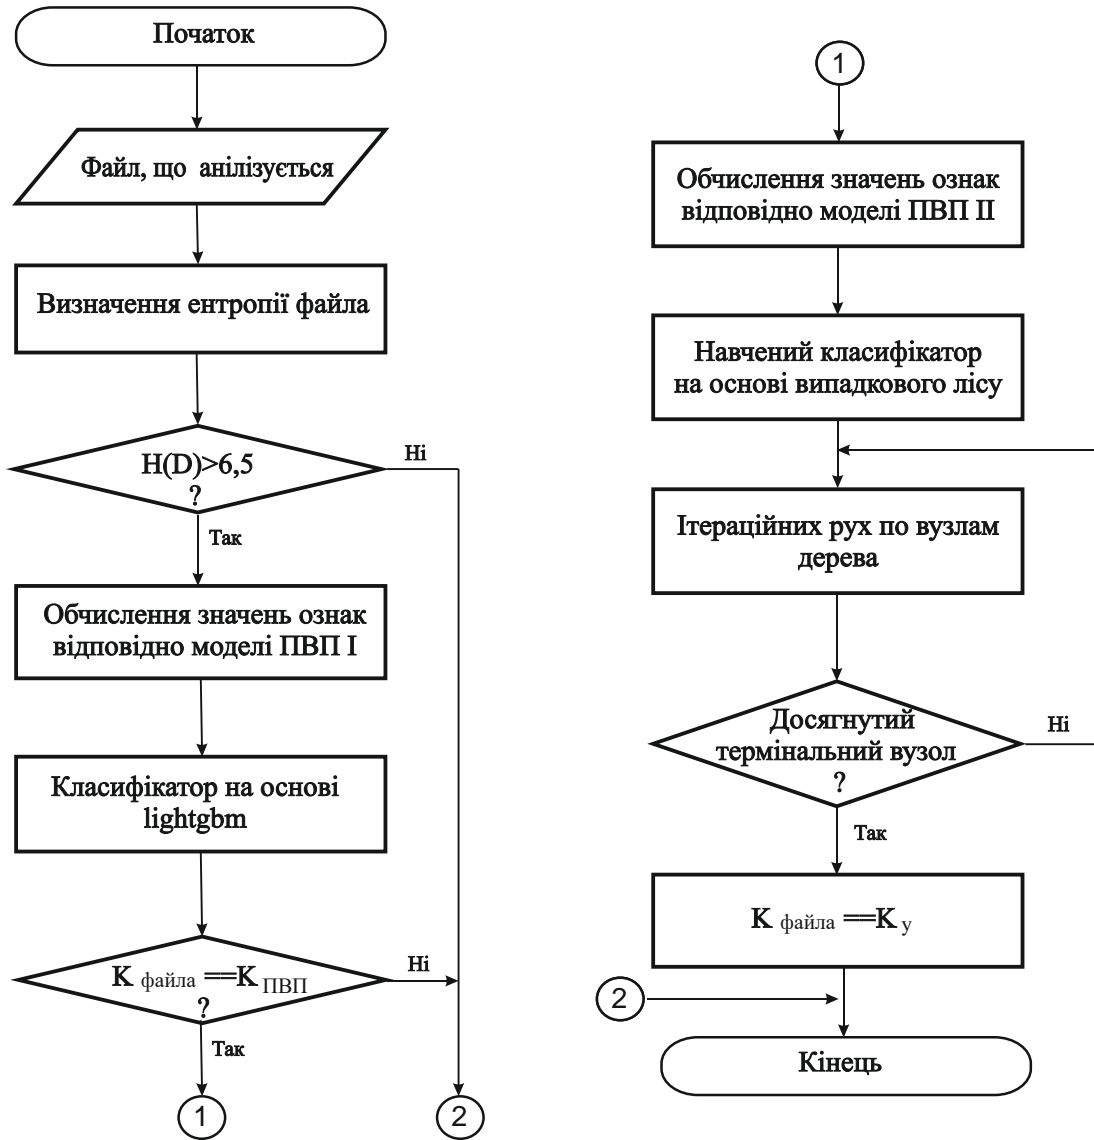 Початок
Файл, що анілізується
Визначення ентропії файла
H(D)>6,5
?
Ні
Так
Обчислення значень ознак
відповідно моделі ПВП I
Класифікатор на основі
lightgbm
K файла ==K ПВП
?
Ні
Так
1
2
1
Обчислення значень ознак
відповідно моделі ПВП II
Навчений класифікатор
на основі випадкового лісу
Ітераційних рух по вузлам
дерева
Досягнутий
термінальний вузол
?
Ні
Так
K файла ==K у
2
Кінець